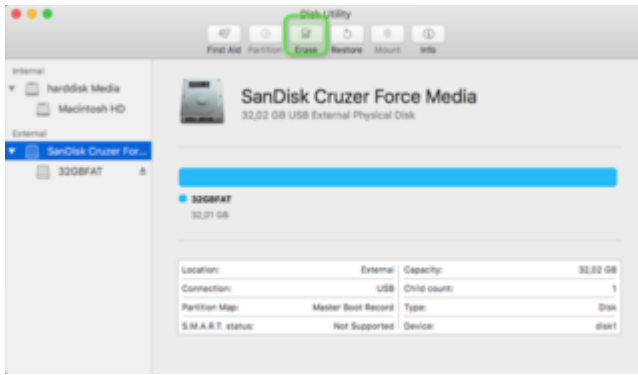 Disk Utility
First Aid Partition Erase Restore Mount Info
Internal
harddisk Media
Macintosh HD
External
SanDisk Cruzer For...
32GBFAT
SanDisk Cruzer Force Media
32,02 GB USB External Physical Disk
32GBFAT
32,01 GB
Location: External Capacity: 32,02 GB
Connection: USB Child count: 1
Partition Map: Master Boot Record Type: Disk
S.M.A.R.T. status: Not Supported Device: disk1